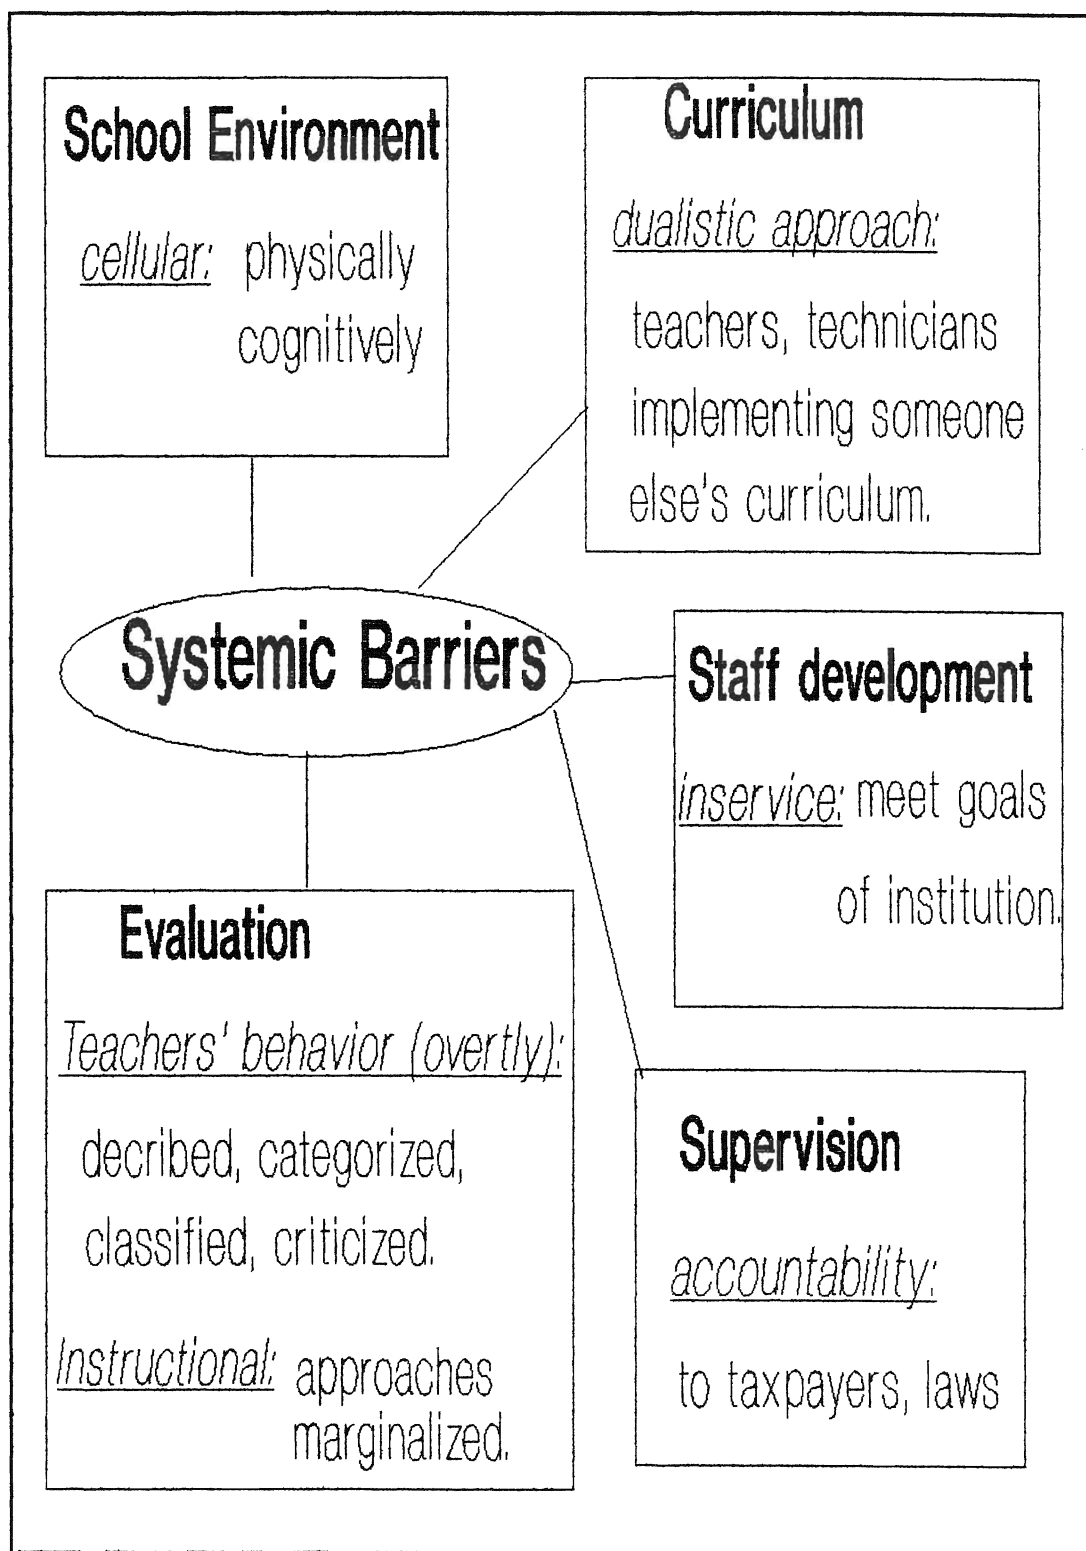 School Environment
cellular: physically
cognitively
Curriculum
dualistic approach:
teachers, technicians
implementing someone
else's curriculum.
Systemic Barriers
Staff development
inservice: meet goals
of institution.
Evaluation
Teachers' behavior (overtly):
decribed, categorized,
classified, criticized.
Instructional: approaches
marginalized.
Supervision
accountability:
to taxpayers, laws